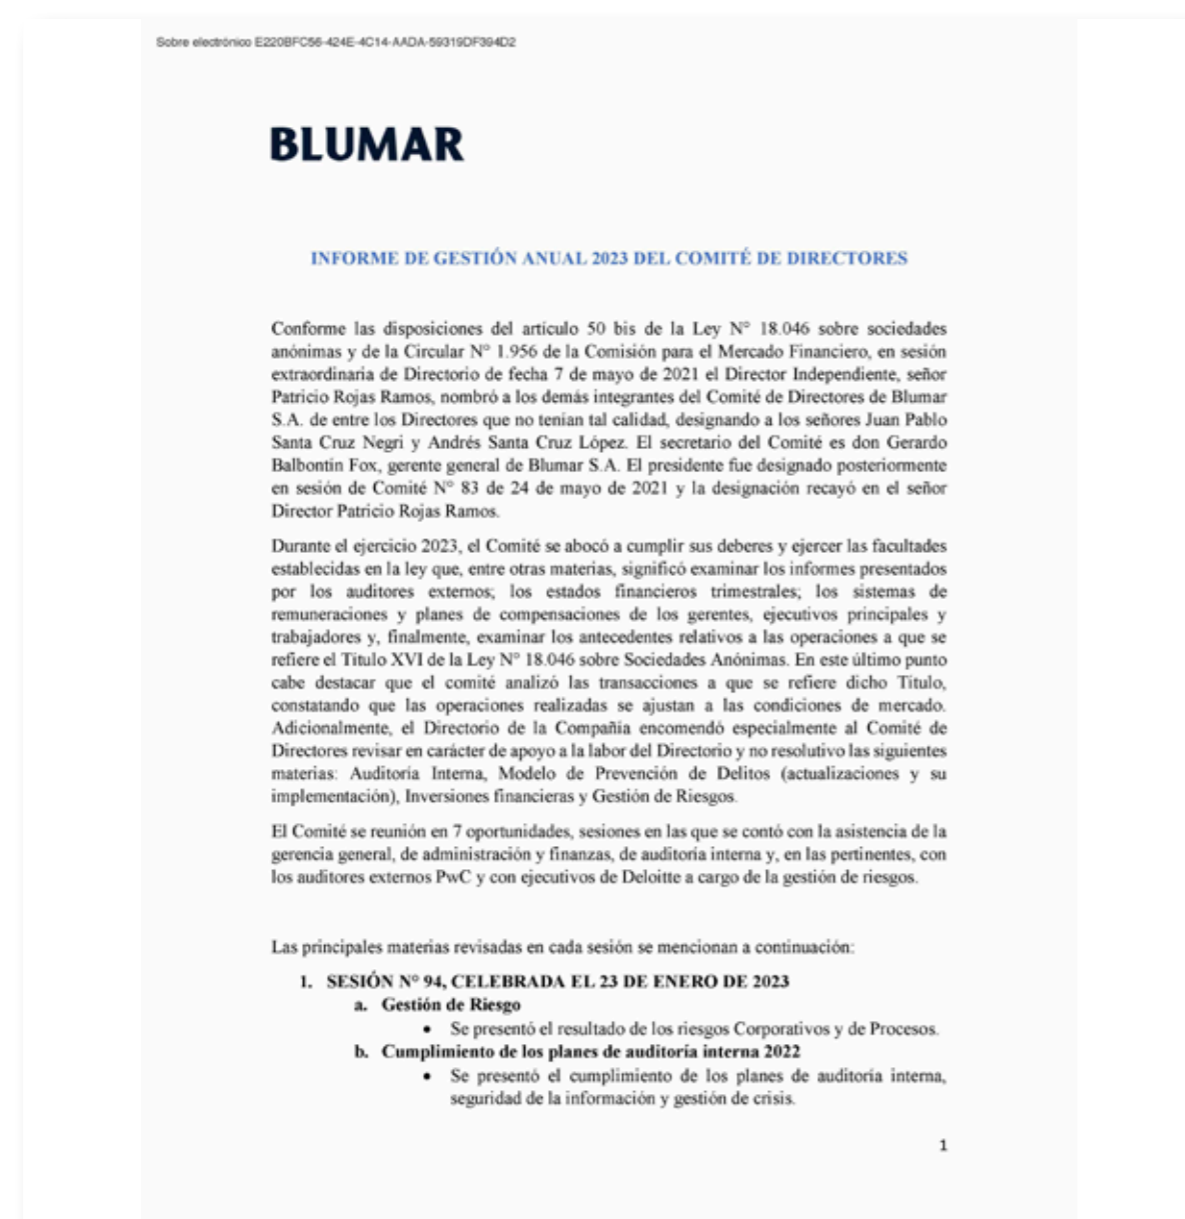 Sobre electrónico E220BFC56-424E-4C14-AADA-59319DF394D2
BLUMAR
INFORME DE GESTIÓN ANUAL 2023 DEL COMITÉ DE DIRECTORES
Conforme las disposiciones del artículo 50 bis de la Ley N° 18.046 sobre sociedades
anónimas y de la Circular N° 1.956 de la Comisión para el Mercado Financiero, en sesión
extraordinaria de Directorio de fecha 7 de mayo de 2021 el Director Independiente, señor
Patricio Rojas Ramos, nombró a los demás integrantes del Comité de Directores de Blumar
S.A. de entre los Directores que no tenían tal calidad, designando a los señores Juan Pablo
Santa Cruz Negri y Andrés Santa Cruz López. El secretario del Comité es don Gerardo
Balbontín Fox, gerente general de Blumar S.A. El presidente fue designado posteriormente
en sesión de Comité N° 83 de 24 de mayo de 2021 y la designación recayó en el señor
Director Patricio Rojas Ramos.
Durante el ejercicio 2023, el Comité se abocó a cumplir sus deberes y ejercer las facultades
establecidas en la ley que, entre otras materias, significó examinar los informes presentados
por los auditores externos; los estados financieros trimestrales; los sistemas de
remuneraciones y planes de compensaciones de los gerentes, ejecutivos principales y
trabajadores y, finalmente, examinar los antecedentes relativos a las operaciones a que se
refiere el Título XVI de la Ley N° 18.046 sobre Sociedades Anónimas. En este último punto
cabe destacar que el comité analizó las transacciones a que se refiere dicho Título,
constatando que las operaciones realizadas se ajustan a las condiciones de mercado.
Adicionalmente, el Directorio de la Compañía encomendó especialmente al Comité de
Directores revisar en carácter de apoyo a la labor del Directorio y no resolutivo las siguientes
materias: Auditoría Interna, Modelo de Prevención de Delitos (actualizaciones y su
implementación), Inversiones financieras y Gestión de Riesgos.
El Comité se reunión en 7 oportunidades, sesiones en las que se contó con la asistencia de la
gerencia general, de administración y finanzas, de auditoría interna y, en las pertinentes, con
los auditores externos PwC y con ejecutivos de Deloitte a cargo de la gestión de riesgos.
Las principales materias revisadas en cada sesión se mencionan a continuación:
1. SESIÓN N° 94, CELEBRADA EL 23 DE ENERO DE 2023
a. Gestión de Riesgo
• Se presentó el resultado de los riesgos Corporativos y de Procesos.
b. Cumplimiento de los planes de auditoría interna 2022
• Se presentó el cumplimiento de los planes de auditoría interna,
seguridad de la información y gestión de crisis.
1